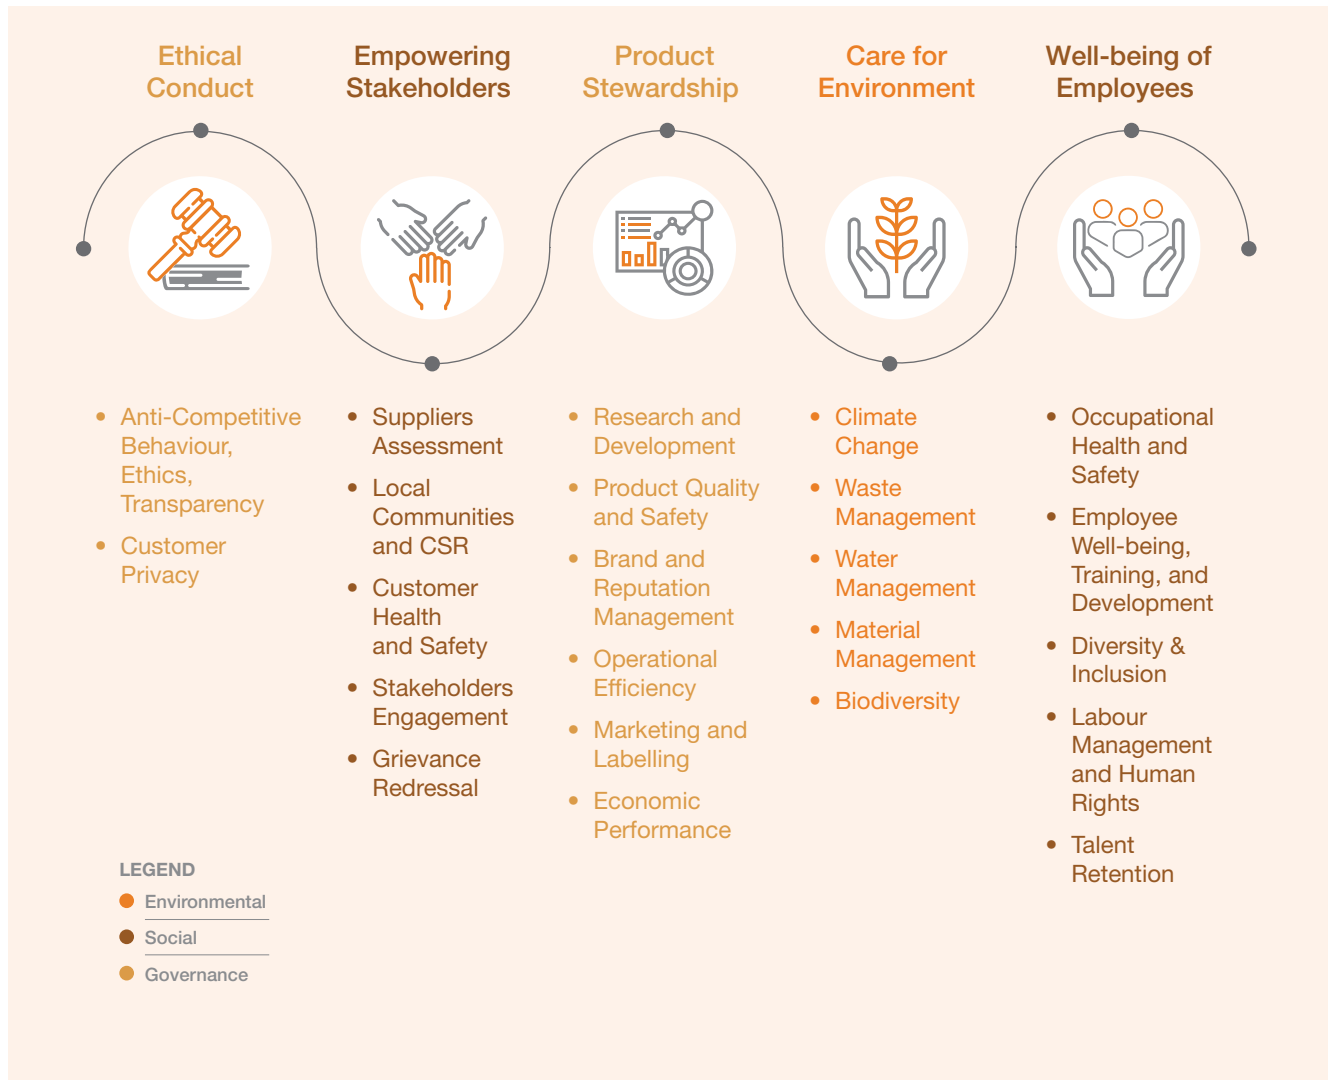 Ethical
Conduct
Empowering
Stakeholders
Product
Stewardship
Care for
Environment
Well-being of
Employees
• Anti-Competitive
Behaviour,
Ethics,
Transparency
• Customer
Privacy
• Suppliers
Assessment
• Local
Communities
and CSR
• Customer
Health
and Safety
• Stakeholders
Engagement
• Grievance
Redressal
• Research and
Development
• Product Quality
and Safety
• Brand and
Reputation
Management
• Operational
Efficiency
• Marketing and
Labelling
• Economic
Performance
• Climate
Change
• Waste
Management
• Water
Management
• Material
Management
• Biodiversity
• Occupational
Health and
Safety
• Employee
Well-being,
Training, and
Development
• Diversity &
Inclusion
• Labour
Management
and Human
Rights
• Talent
Retention
LEGEND
Environmental
Social
Governance